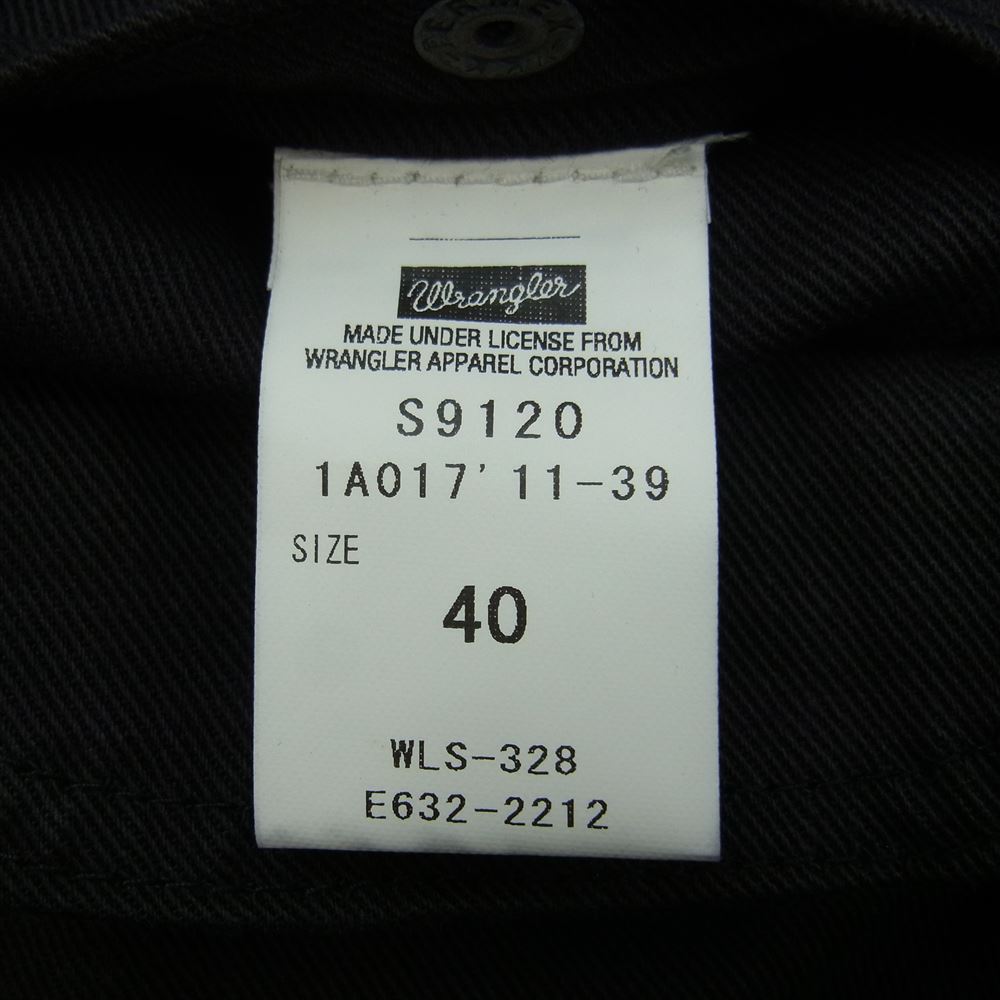 Wrangler
MADE UNDER LICENSE FROM
WRANGLER APPAREL CORPORATION
S9120
1A017' 11-39
SIZE
40
WLS-328
E632-2212